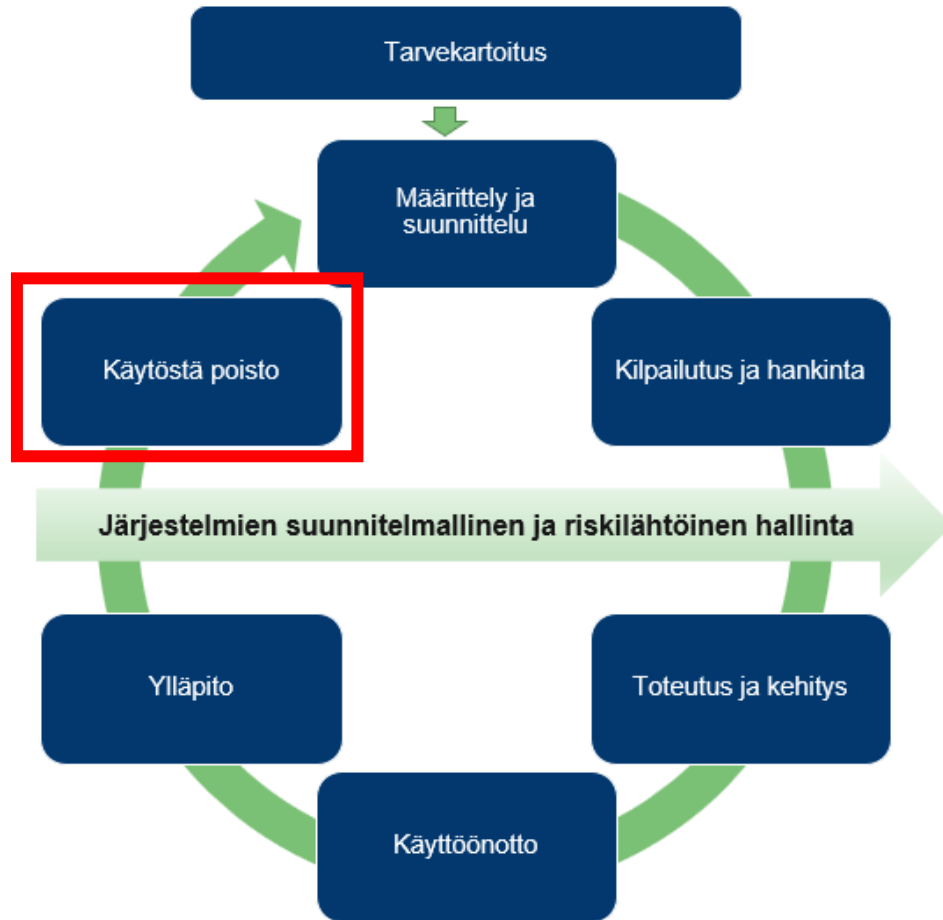 Tarvekartoitus
Määrittely ja
suunnittelu
Käytöstä poisto
Kilpailutus ja hankinta
Järjestelmien suunnitelmallinen ja riskilähtöinen hallinta
Ylläpito
Toteutus ja kehitys
Käyttöönotto